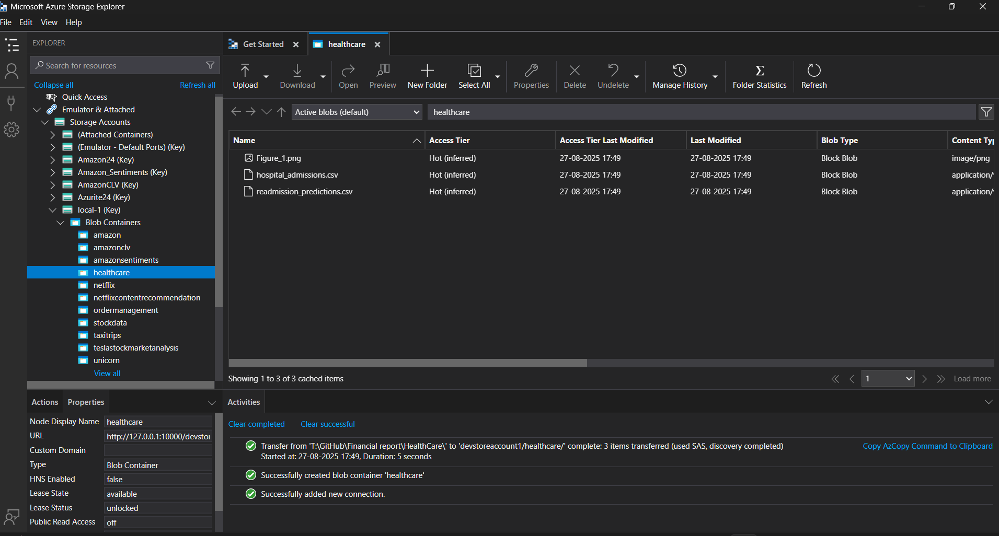 Microsoft Azure Storage Explorer
File Edit View Help
EXPLORER
Search for resources
Collapse all Refresh all
Quick Access
Emulator & Attached
Storage Accounts
(Attached Containers)
(Emulator - Default Ports) (Key)
Amazon24 (Key)
Amazon_Sentiments (Key)
AmazonCLV (Key)
Azurite24 (Key)
local-1 (Key)
Blob Containers
amazon
amazonclv
amazonsentiments
healthcare
netflix
netflixcontentrecommendation
ordermanagement
stockdata
taxitrips
teslastockmarketanalysis
unicorn
View all
Actions Properties
Node Display Name healthcare
URL http://127.0.0.1:10000/devstor
Custom Domain
Type Blob Container
HNS Enabled false
Lease State available
Lease Status unlocked
Public Read Access off
Get Started healthcare
Upload Download Open Preview New Folder Select All Properties Delete Undelete Manage History Folder Statistics Refresh
Active blobs (default) healthcare
Name Access Tier Access Tier Last Modified Last Modified Blob Type Content Ty
Figure_1.png Hot (inferred) 27-08-2025 17:49 27-08-2025 17:49 Block Blob image/png
hospital_admissions.csv Hot (inferred) 27-08-2025 17:49 27-08-2025 17:49 Block Blob application/
readmission_predictions.csv Hot (inferred) 27-08-2025 17:49 27-08-2025 17:49 Block Blob application/
Showing 1 to 3 of 3 cached items 1 Load more
Activities
Clear completed Clear successful
Transfer from 'T:\GitHub\Financial report\HealthCare\' to 'devstoreaccount1/healthcare/' complete: 3 items transferred (used SAS, discovery completed) Copy AzCopy Command to Clipboard
Started at: 27-08-2025 17:49, Duration: 5 seconds
Successfully created blob container 'healthcare'
Successfully added new connection.